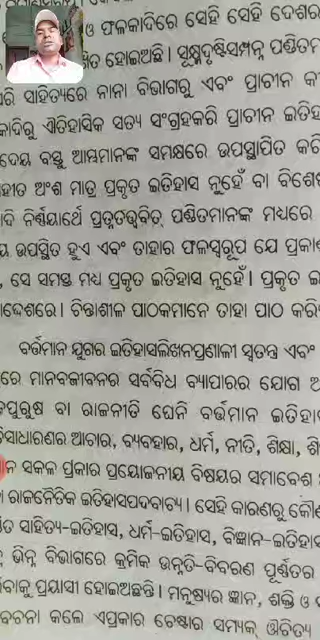 ଓ ଫଳକାଦିରେ ସେହି ସେହି ଦେଶର
ହୋଇଅଛି । ସୂକ୍ଷ୍ମଦୃଷ୍ଟିସମ୍ପନ୍ନ ପଣ୍ଡିତମ
ସାହିତ୍ୟରେ ନାନା ବିଭାଗରୁ ଏବଂ ପ୍ରାଚୀନ କୀ
କାଦିରୁ ଐତିହାସିକ ସତ୍ୟ ସଂଗ୍ରହକରି ପ୍ରାଚୀନ ଇତିହ
ଦେୟ ବସ୍ତୁ ଆମ୍ଭମାନଙ୍କ ସମକ୍ଷରେ ଉପସ୍ଥାପିତ କରି
ହୀତ ଅଂଶ ମାତ୍ର ପ୍ରକୃତ ଇତିହାସ ନୁହେଁ ବା ବିଶେଷ
ଦି ନିର୍ଣ୍ଣୟାର୍ଥେ ପ୍ରତ୍ନତତ୍ତ୍ୱବିତ୍ ପଣ୍ଡିତମାନଙ୍କ ମଧ୍ୟରେ
ୟ ଉପସ୍ଥିତ ହୁଏ ଏବଂ ତାହାର ଫଳସ୍ୱରୂପ ଯେ ପ୍ରକା
, ସେ ସମସ୍ତ ମଧ୍ୟ ପ୍ରକୃତ ଇତିହାସ ନୁହେଁ । ପ୍ରକୃତ ଇ
ଦ୍ଦେଶରେ । ଚିନ୍ତାଶୀଳ ପାଠକମାନେ ତାହା ପାଠ କରି
ବର୍ତ୍ତମାନ ଯୁଗର ଇତିହାସଲିଖନପ୍ରଣାଳୀ ସ୍ୱତନ୍ତ୍ର ଏବଂ
ରେ ମାନବଜୀବନର ସର୍ବବିଧ ବ୍ୟାପାରର ଯୋଗ ଅ
ଜପୁରୁଷ ବା ରାଜନୀତି ଘେନି ବର୍ତ୍ତମାନ ଇତିହା
ସାଧାରଣର ଆଚାର, ବ୍ୟବହାର, ଧର୍ମ, ନୀତି, ଶିକ୍ଷା, ଶି
ନ ସକଳ ପ୍ରକାର ପ୍ରୟୋଜନୀୟ ବିଷୟର ସମାବେଶ
ରାଜନୈତିକ ଇତିହାସପଦବାଚ୍ୟ । ସେହି କାରଣରୁ କୌଣ
ସାହିତ୍ୟ-ଇତିହାସ, ଧର୍ମ-ଇତିହାସ, ବିଜ୍ଞାନ-ଇତିହା
ଭିନ୍ନ ବିଭାଗରେ କ୍ରମିକ ଉନ୍ନତି-ବିବରଣ ପୂର୍ଣ୍ଣତର
ବାକୁ ପ୍ରୟାସୀ ହୋଇଅଛନ୍ତି । ମନୁଷ୍ୟର ଜ୍ଞାନ, ଶକ୍ତି ଓ
ବଚନା କଲେ ଏପ୍ରକାର ଚେଷ୍ଟାର ସମ୍ୟକ୍ ଔଚିତ୍ୟ